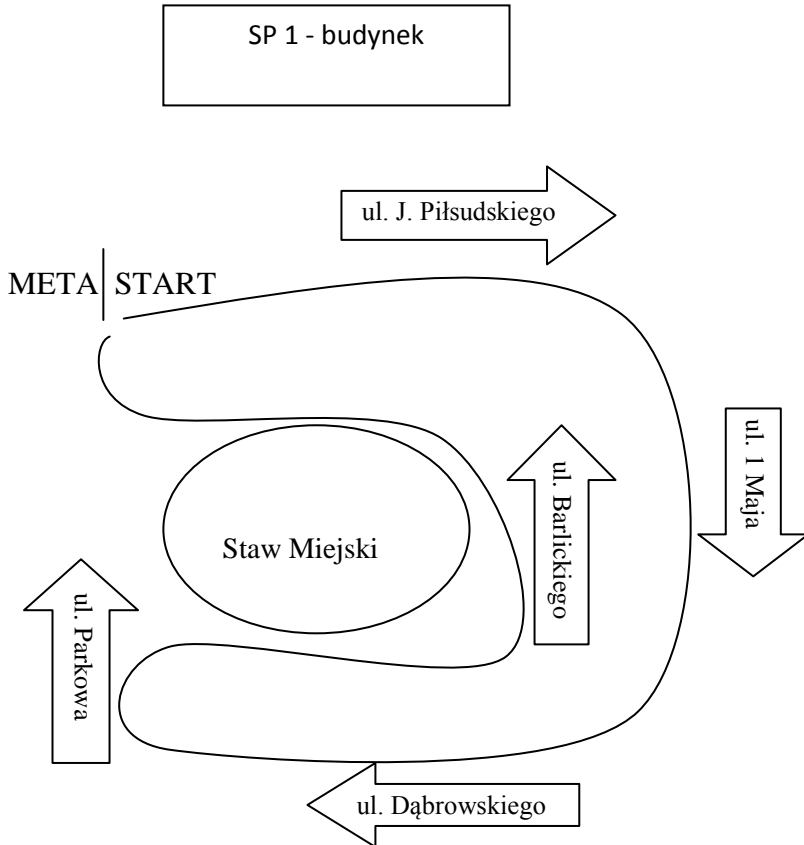 SP 1 - budynek
ul. J. Piłsudskiego
META START
ul. 1 Maja
ul. Barlickiego
Staw Miejski
ul. Parkowa
ul. Dąbrowskiego